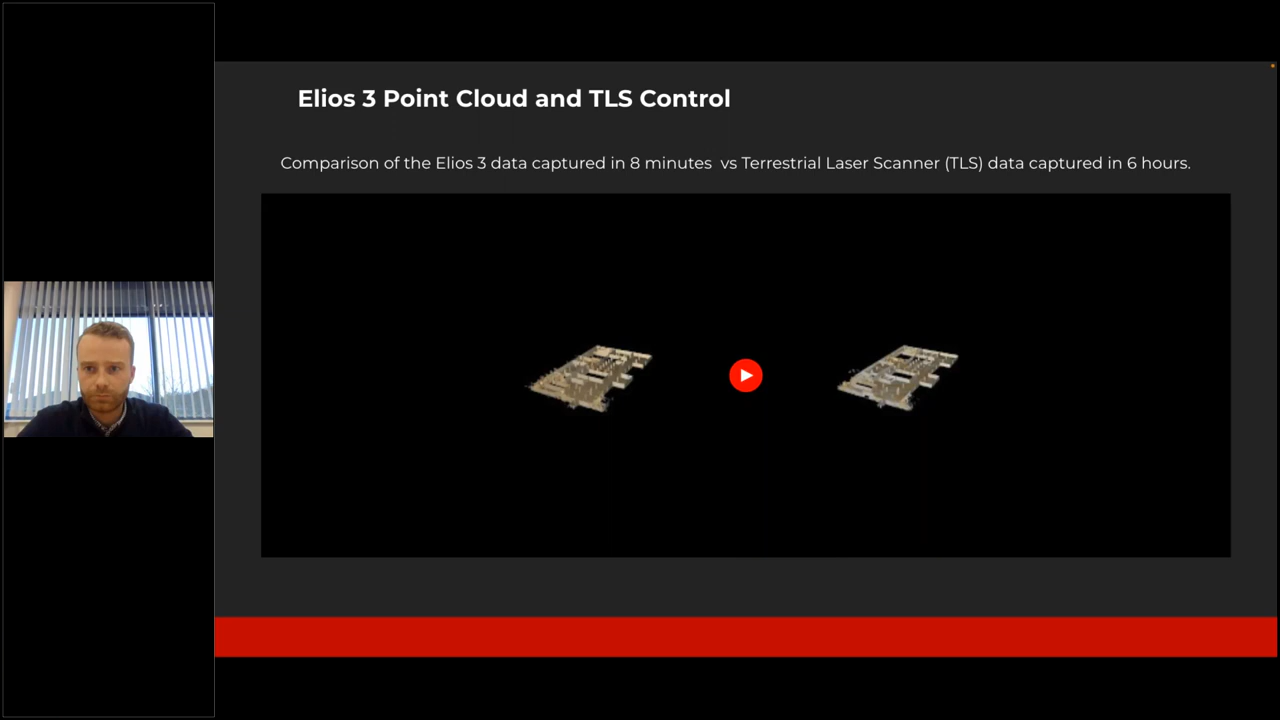 Elios 3 Point Cloud and TLS Control
Comparison of the Elios 3 data captured in 8 minutes  vs Terrestrial Laser Scanner (TLS) data captured in 6 hours.